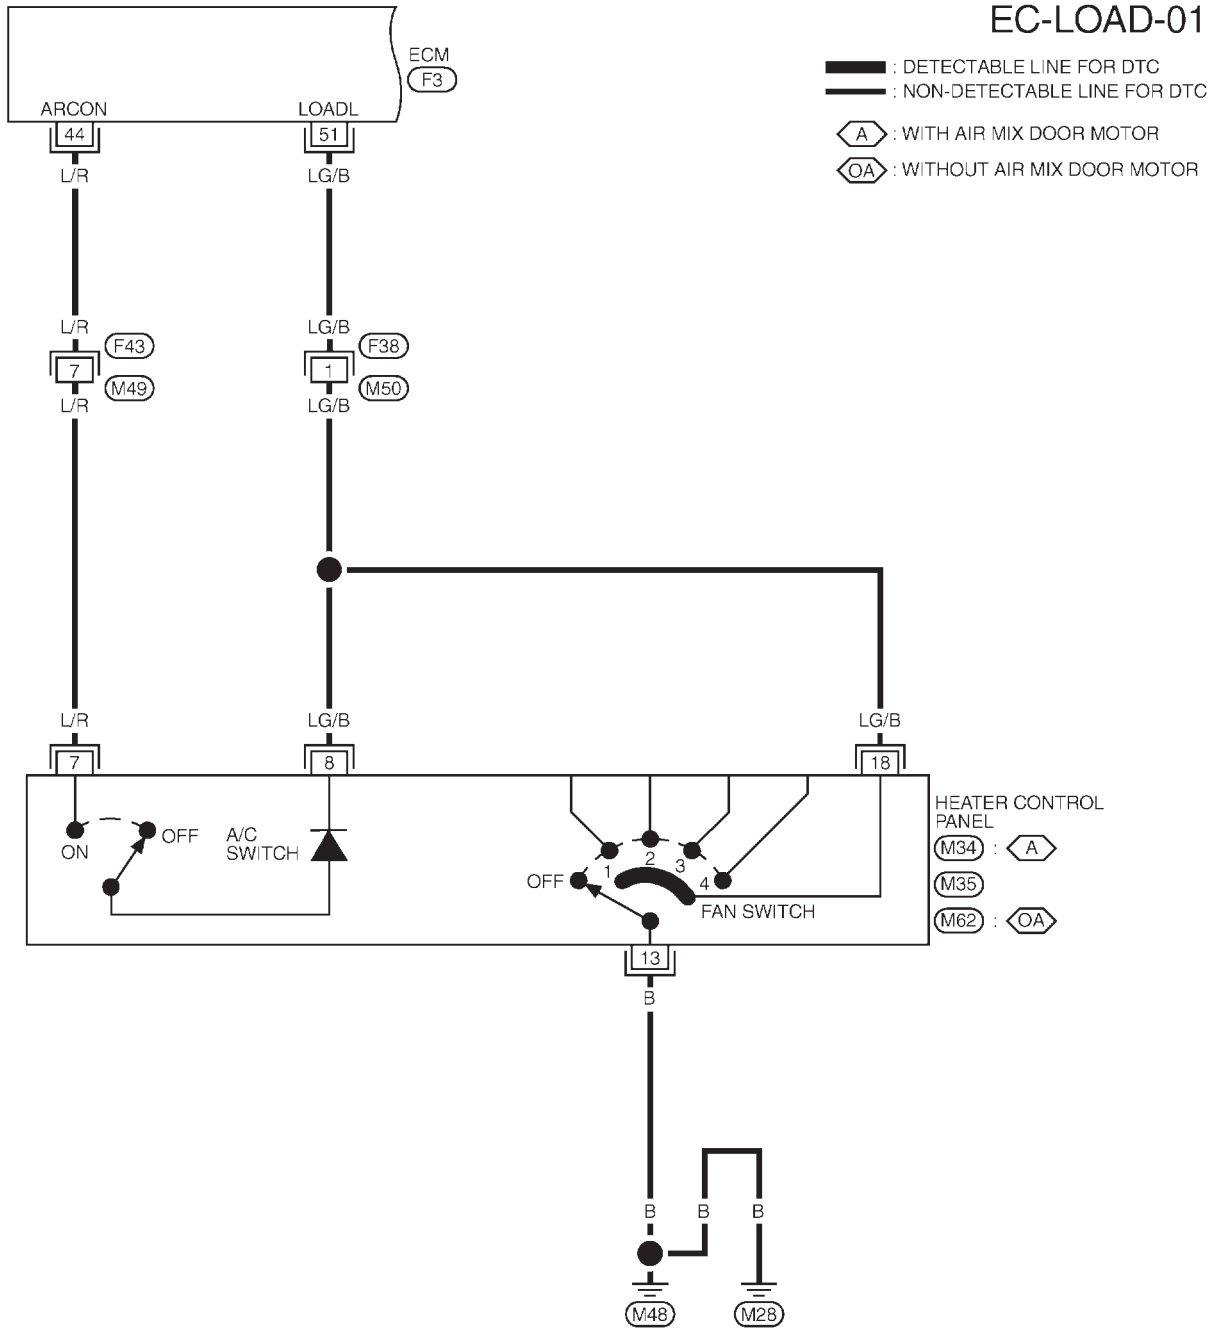 EC-LOAD-01
ECM
F3
: DETECTABLE LINE FOR DTC
: NON-DETECTABLE LINE FOR DTC
A : WITH AIR MIX DOOR MOTOR
OA : WITHOUT AIR MIX DOOR MOTOR
ARCON LOADL
44 51
L/R LG/B
L/R LG/B
F43 F38
7 1
M49 M50
L/R LG/B
L/R LG/B LG/B
7 8 18
HEATER CONTROL
PANEL
M34 : A
M35
M62 : OA
ON OFF
A/C
SWITCH
OFF 1 2 3 4
FAN SWITCH
13
B
B B B
M48 M28